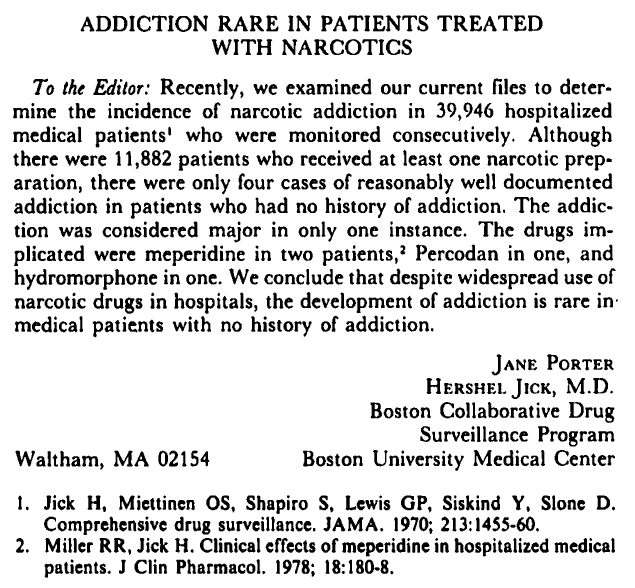 ADDICTION RARE IN PATIENTS TREATED
WITH NARCOTICS
To the Editor: Recently, we examined our current files to deter-
mine the incidence of narcotic addiction in 39,946 hospitalized
medical patients¹ who were monitored consecutively. Although
there were 11,882 patients who received at least one narcotic prep-
aration, there were only four cases of reasonably well documented
addiction in patients who had no history of addiction. The addic-
tion was considered major in only one instance. The drugs im-
plicated were meperidine in two patients,² Percodan in one, and
hydromorphone in one. We conclude that despite widespread use of
narcotic drugs in hospitals, the development of addiction is rare in
medical patients with no history of addiction.
JANE PORTER
HERSHEL JICK, M.D.
Boston Collaborative Drug
Surveillance Program
Waltham, MA 02154 Boston University Medical Center
1. Jick H, Miettinen OS, Shapiro S, Lewis GP, Siskind Y, Slone D.
Comprehensive drug surveillance. JAMA. 1970; 213:1455-60.
2. Miller RR, Jick H. Clinical effects of meperidine in hospitalized medical
patients. J Clin Pharmacol. 1978; 18:180-8.